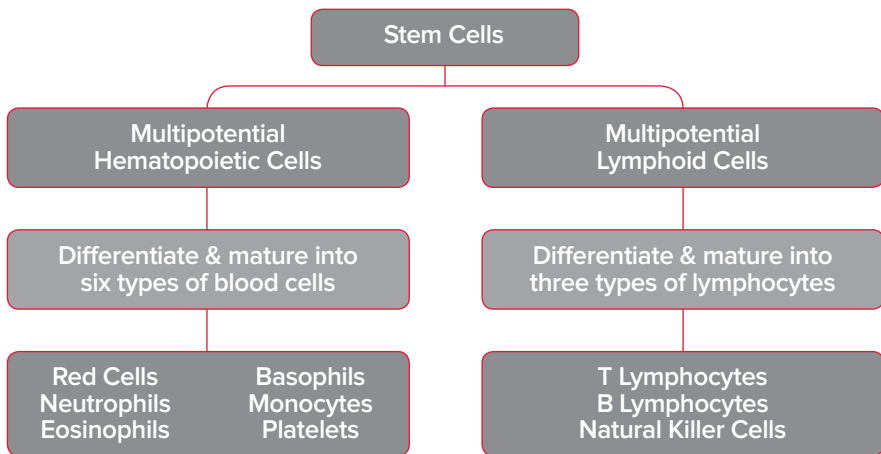 Stem Cells
Multipotential
Hematopoietic Cells
Multipotential
Lymphoid Cells
Differentiate & mature into
six types of blood cells
Differentiate & mature into
three types of lymphocytes
Red Cells
Neutrophils
Eosinophils
Basophils
Monocytes
Platelets
T Lymphocytes
B Lymphocytes
Natural Killer Cells